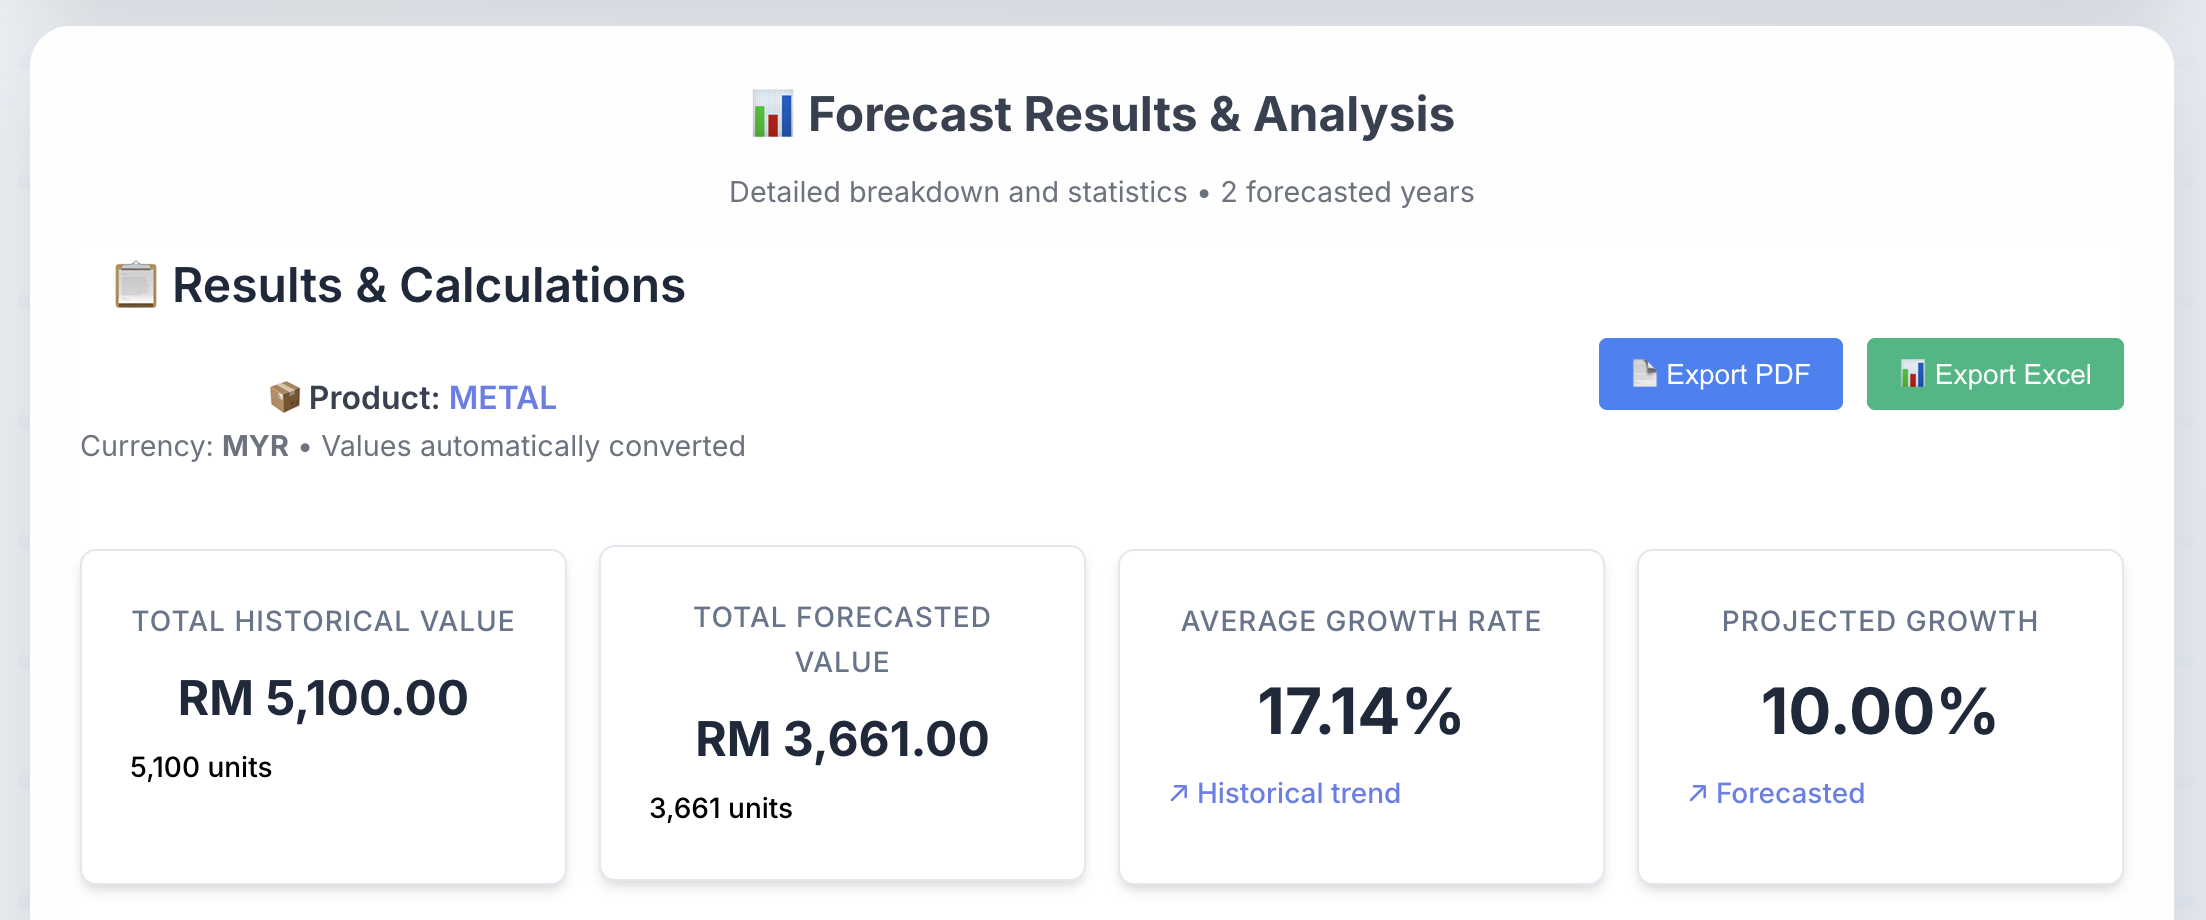 Forecast Results & Analysis
Detailed breakdown and statistics • 2 forecasted years
Results & Calculations
Product: METAL
Currency: MYR • Values automatically converted
Export PDF
Export Excel
TOTAL HISTORICAL VALUE
RM 5,100.00
5,100 units
TOTAL FORECASTED
VALUE
RM 3,661.00
3,661 units
AVERAGE GROWTH RATE
17.14%
↗ Historical trend
PROJECTED GROWTH
10.00%
↗ Forecasted